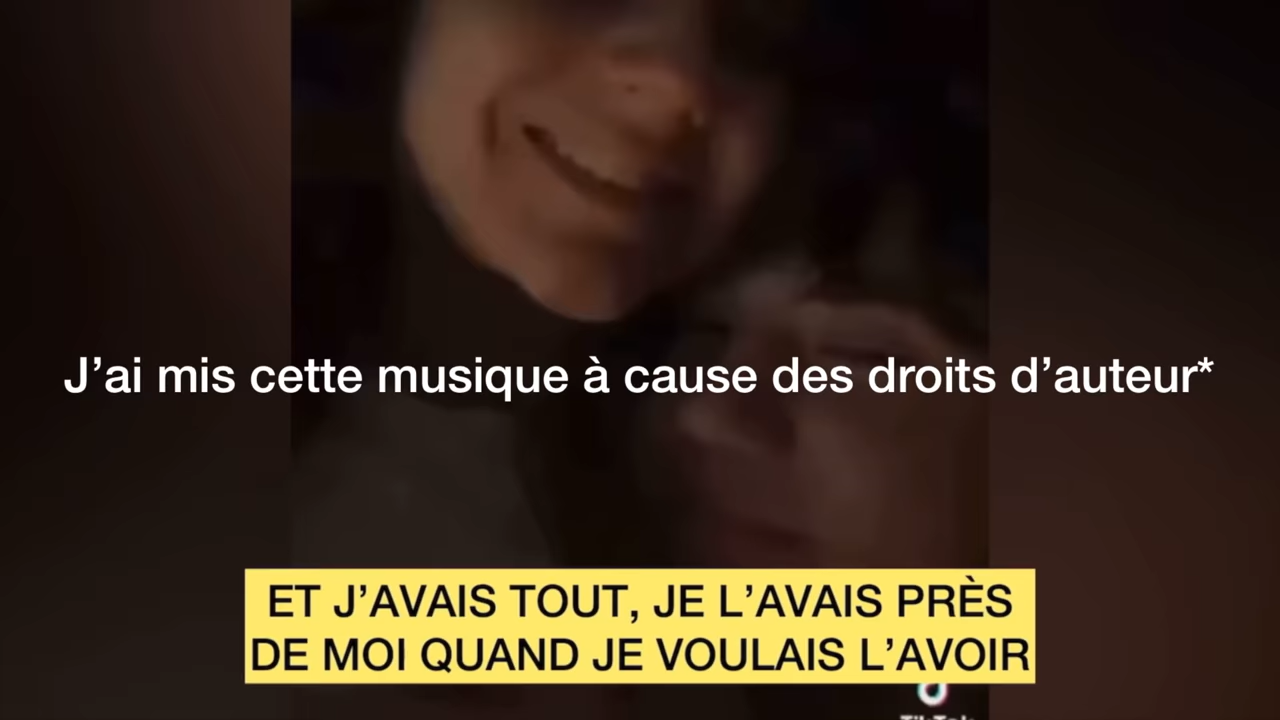 J’ai mis cette musique à cause des droits d’auteur*
ET J’AVAIS TOUT, JE L’AVAIS PRÈS
DE MOI QUAND JE VOULAIS L’AVOIR
TikTok